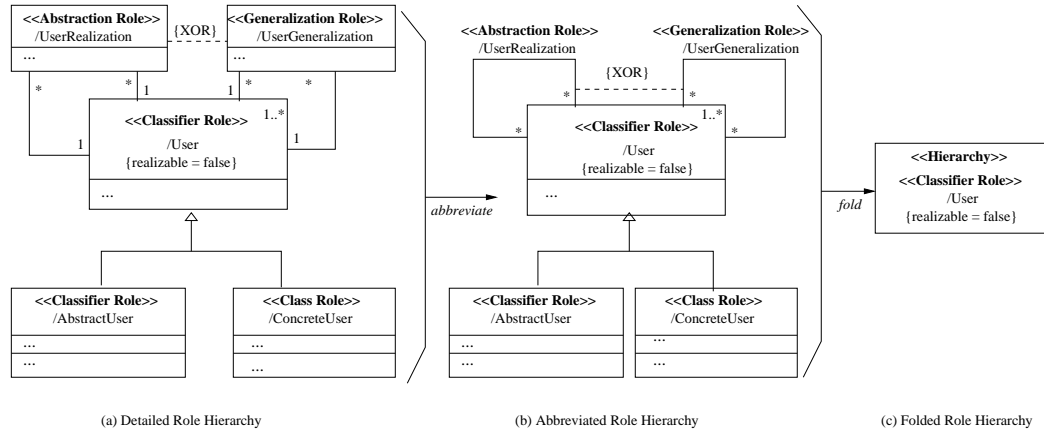 <<Abstraction Role>>
/UserRealization
...
{XOR}
<<Generalization Role>>
/UserGeneralization
...
*
*
*
*
1
1
1
1
1..*
<<Classifier Role>>
/User
{realizable = false}
...
<<Classifier Role>>
/AbstractUser
...
...
<<Class Role>>
/ConcreteUser
...
...
(a) Detailed Role Hierarchy
abbreviate
<<Abstraction Role>>
/UserRealization
{XOR}
<<Generalization Role>>
/UserGeneralization
*
*
*
*
1..*
<<Classifier Role>>
/User
{realizable = false}
...
<<Classifier Role>>
/AbstractUser
...
...
<<Class Role>>
/ConcreteUser
...
...
(b) Abbreviated Role Hierarchy
fold
<<Hierarchy>>
<<Classifier Role>>
/User
{realizable = false}
(c) Folded Role Hierarchy